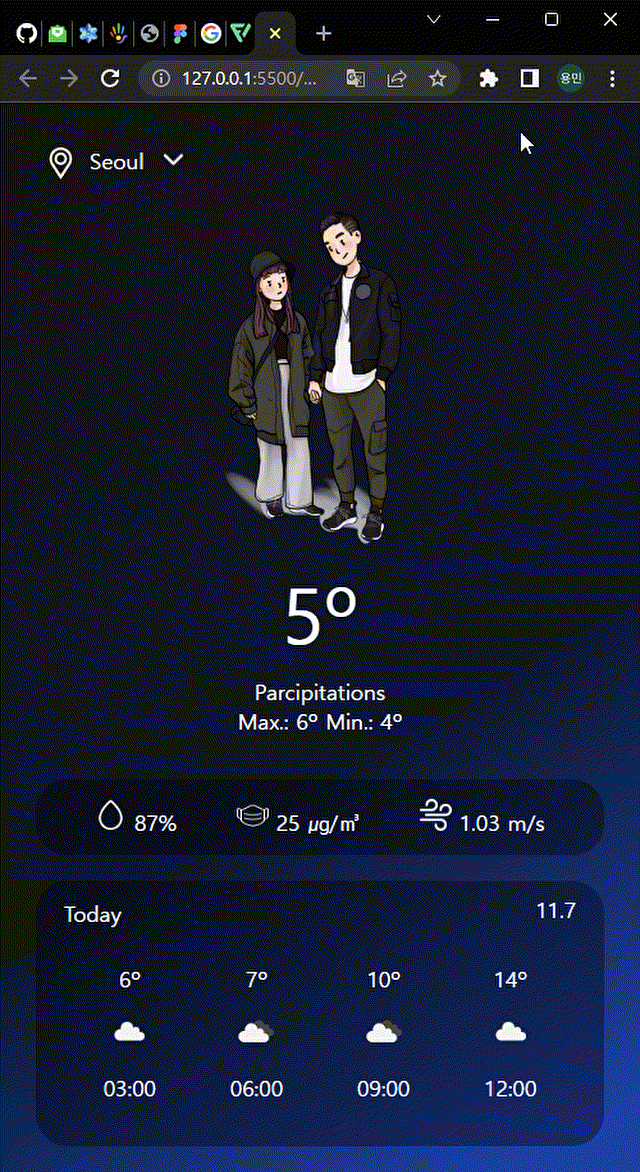 127.0.0.1:5500/...
용민
Seoul
5º
Parcipitations
Max.: 6º Min.: 4º
87%
25 ㎍/㎥
1.03 m/s
Today
11.7
6º 7º 10º 14º
03:00 06:00 09:00 12:00